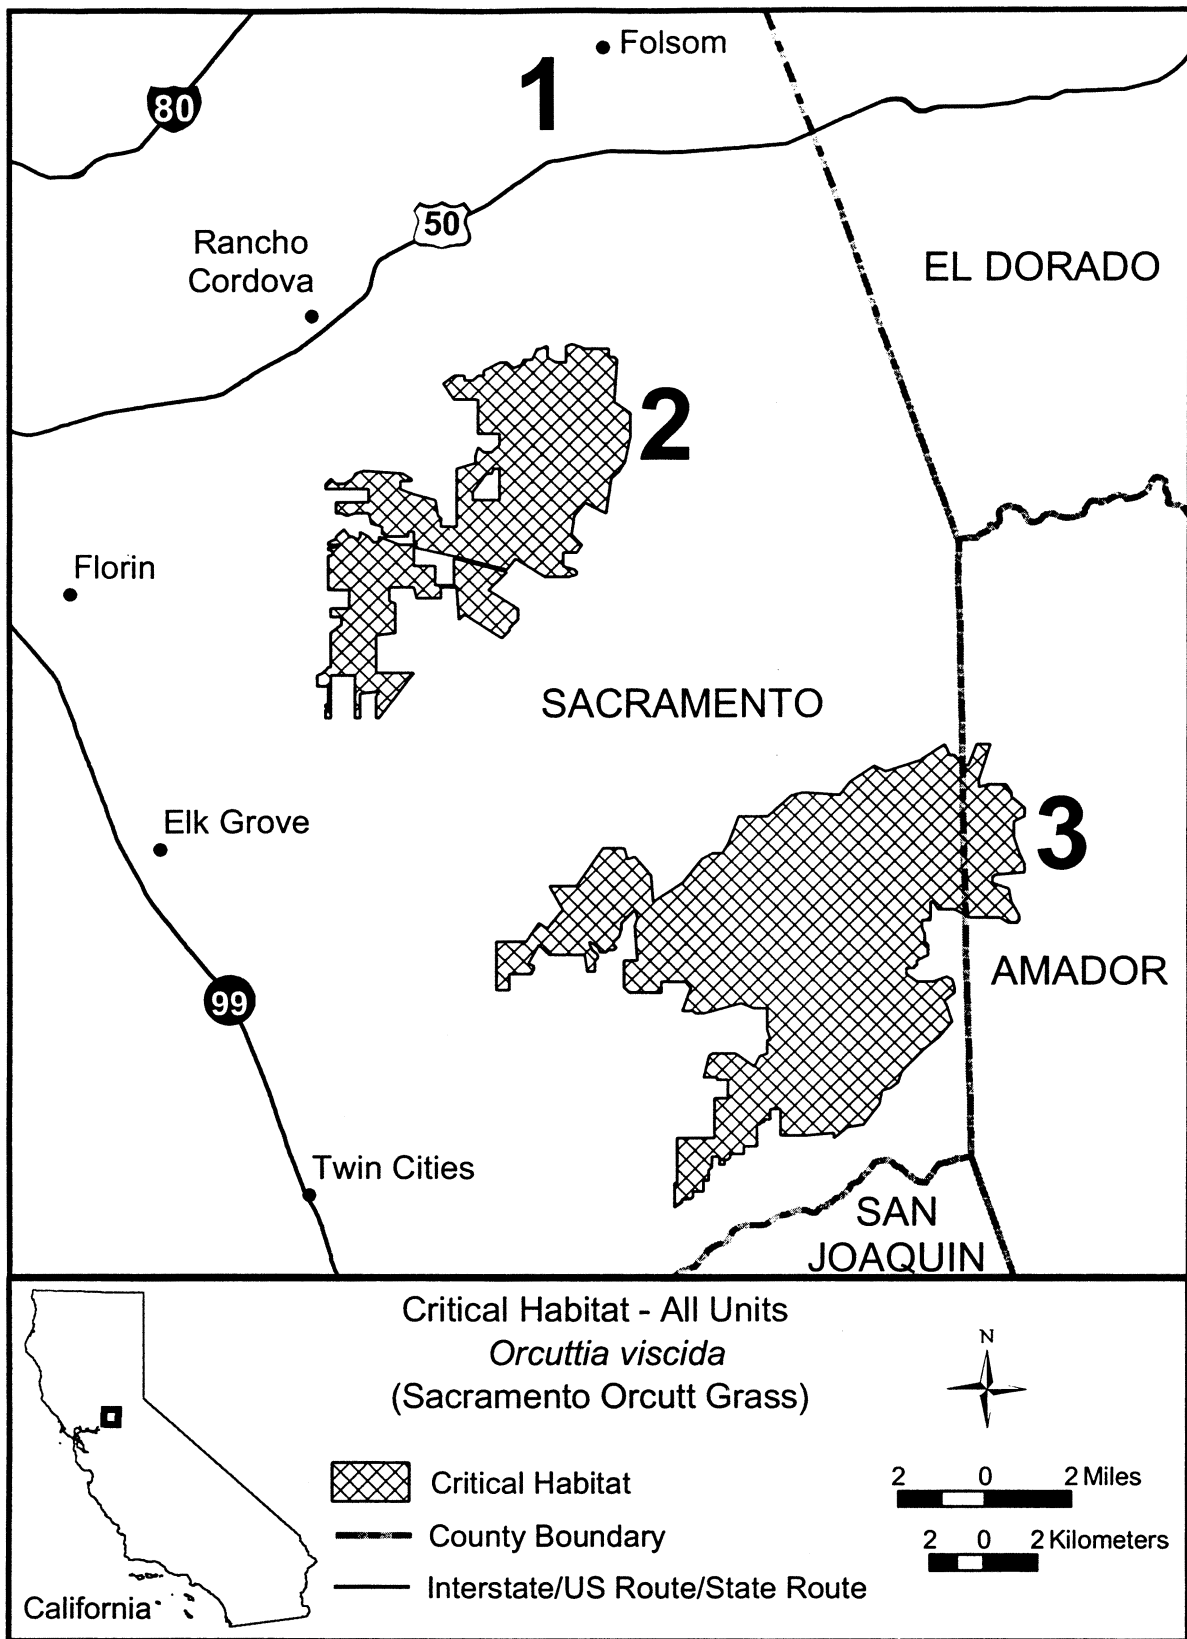 Folsom
1
80
50
Rancho
Cordova
EL DORADO
2
Florin
SACRAMENTO
Elk Grove
3
AMADOR
99
Twin Cities
SAN
JOAQUIN
Critical Habitat - All Units
Orcuttia viscida
(Sacramento Orcutt Grass)
N
Critical Habitat
County Boundary
Interstate/US Route/State Route
2 0 2 Miles
2 0 2 Kilometers
California